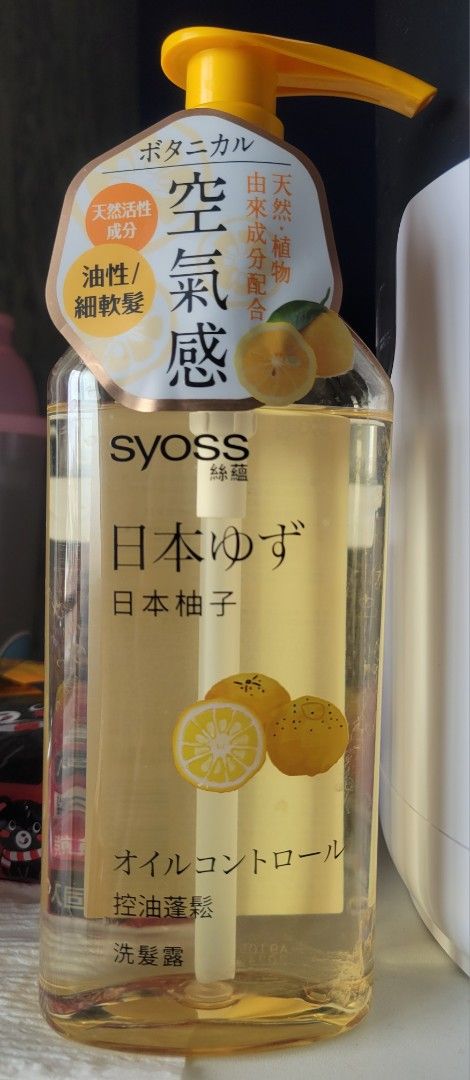 ボタニカル
天然・植物
由來成分配合
空氣感
天然活性
成分
油性/
細軟髮
syoss
絲蘊
日本ゆず
日本柚子
オイルコントロール
控油蓬鬆
洗髮露